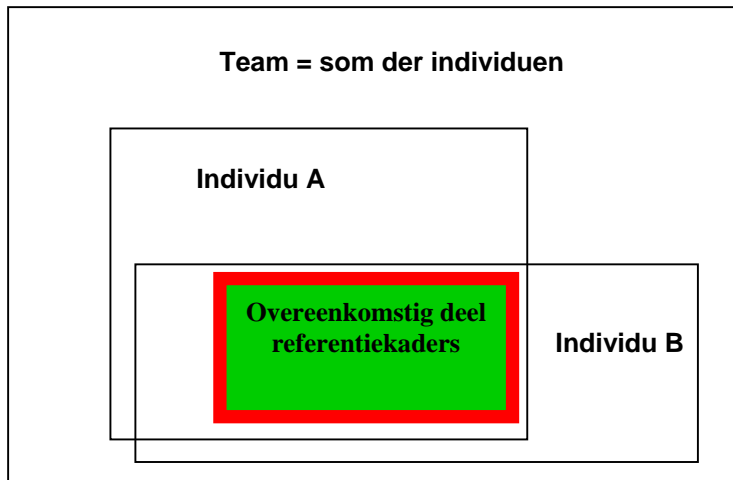 Team = som der individuen
Individu A
Overeenkomstig deel
referentiekaders
Individu B